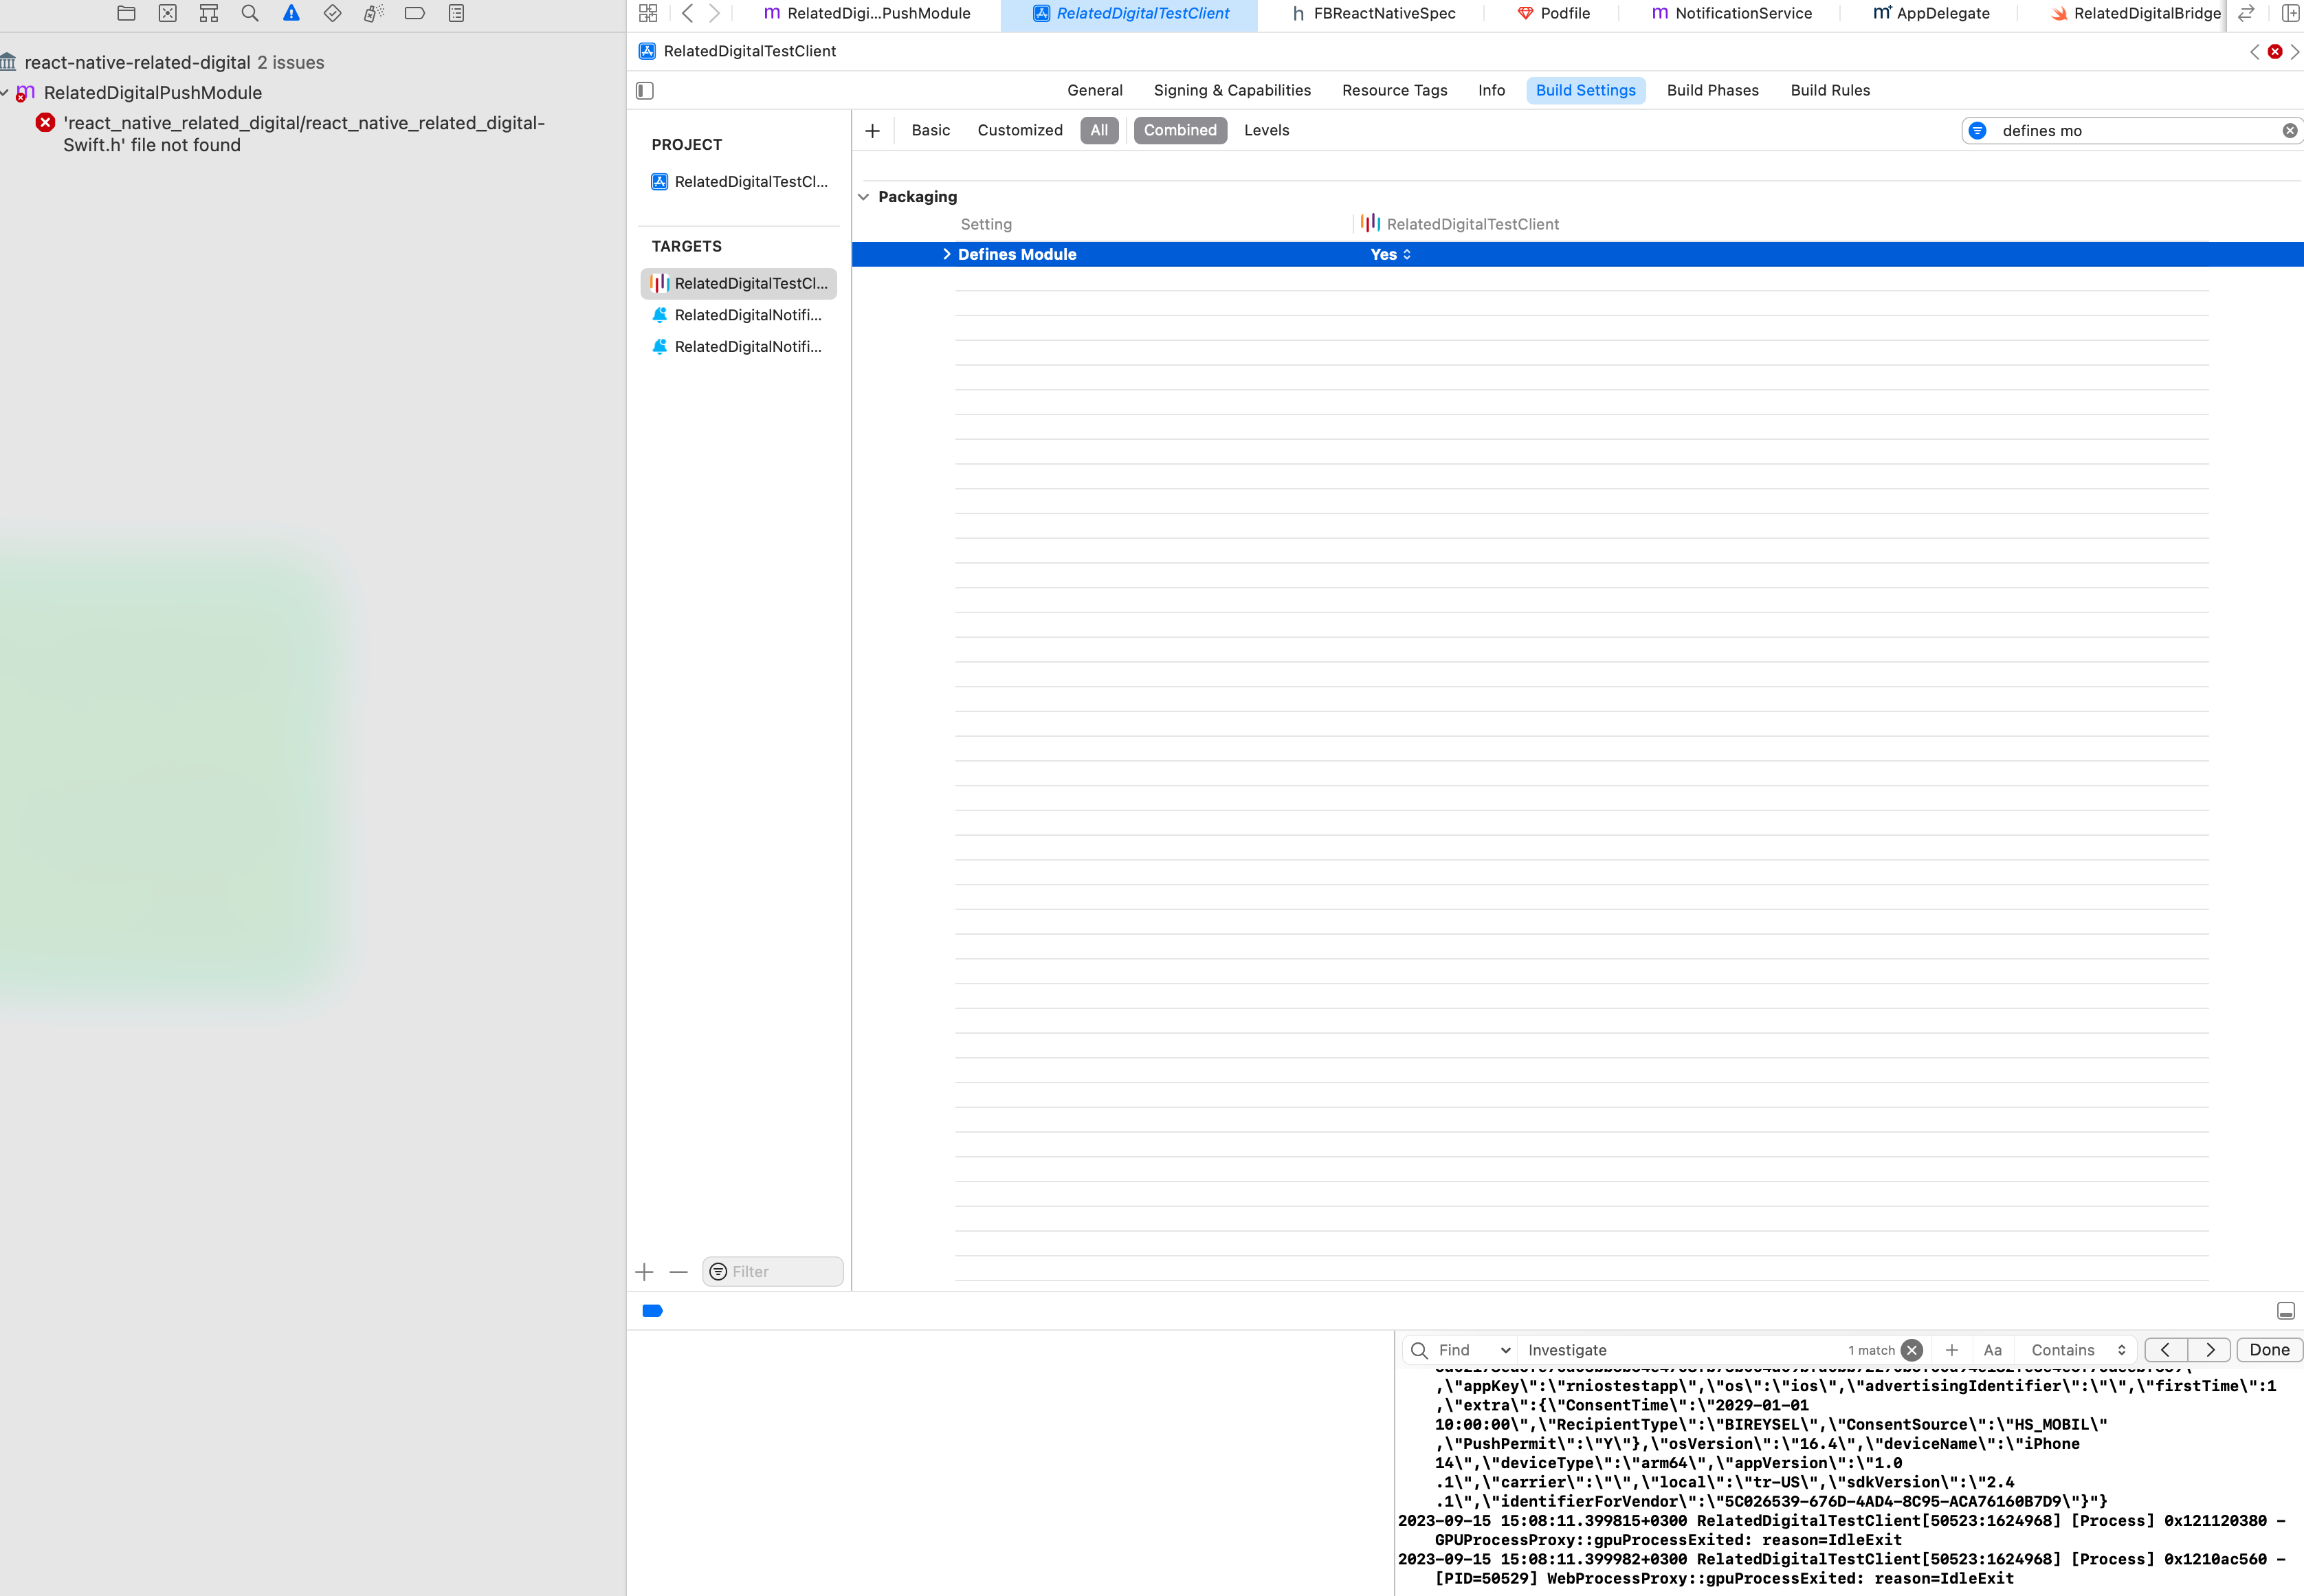 react-native-related-digital 2 issues
RelatedDigitalPushModule
'react_native_related_digital/react_native_related_digital-
Swift.h' file not found
RelatedDigi...PushModule
RelatedDigitalTestClient
FBReactNativeSpec
Podfile
NotificationService
AppDelegate
RelatedDigitalBridge
RelatedDigitalTestClient
General
Signing & Capabilities
Resource Tags
Info
Build Settings
Build Phases
Build Rules
Basic
Customized
All
Combined
Levels
defines mo
PROJECT
RelatedDigitalTestCl...
TARGETS
RelatedDigitalTestCl...
RelatedDigitalNotifi...
RelatedDigitalNotifi...
Packaging
Setting
RelatedDigitalTestClient
Defines Module
Yes
Filter
Find
Investigate
1 match
Aa
Contains
Done
,\"appKey\":\"rniostestapp\",\"os\":\"ios\",\"advertisingIdentifier\":\"\",\"firstTime\":1
,\"extra\":{\"ConsentTime\":\"2029-01-01
10:00:00\",\"RecipientType\":\"BIREYSEL\",\"ConsentSource\":\"HS_MOBIL\"
,\"PushPermit\":\"Y\"},\"osVersion\":\"16.4\",\"deviceName\":\"iPhone
14\",\"deviceType\":\"arm64\",\"appVersion\":\"1.0
.1\",\"carrier\":\"\",\"local\":\"tr-US\",\"sdkVersion\":\"2.4
.1\",\"identifierForVendor\":\"5C026539-676D-4AD4-8C95-ACA76160B7D9\"}"}
2023-09-15 15:08:11.399815+0300 RelatedDigitalTestClient[50523:1624968] [Process] 0x121120380 -
GPUProcessProxy::gpuProcessExited: reason=IdleExit
2023-09-15 15:08:11.399982+0300 RelatedDigitalTestClient[50523:1624968] [Process] 0x1210ac560 -
[PID=50529] WebProcessProxy::gpuProcessExited: reason=IdleExit